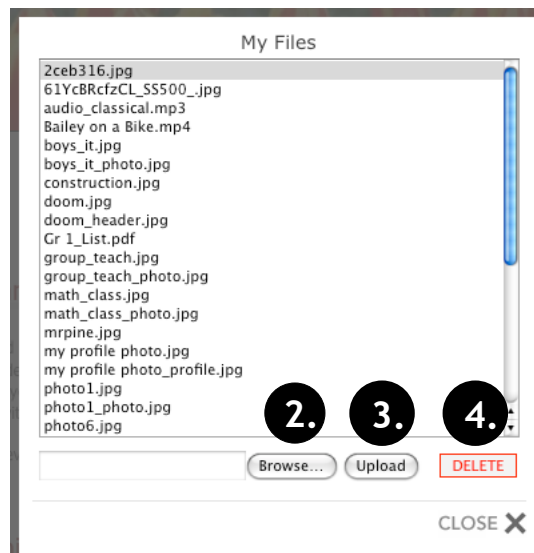 My Files
2ceb316.jpg
61YcBRcfzCL_SS500_.jpg
audio_classical.mp3
Bailey on a Bike.mp4
boys_it.jpg
boys_it_photo.jpg
construction.jpg
doom.jpg
doom_header.jpg
Gr 1_List.pdf
group_teach.jpg
group_teach_photo.jpg
math_class.jpg
math_class_photo.jpg
mrpine.jpg
my profile photo.jpg
my profile photo_profile.jpg
photo1.jpg
photo1_photo.jpg
photo6.jpg
2. 3. 4.
Browse... Upload DELETE
CLOSE